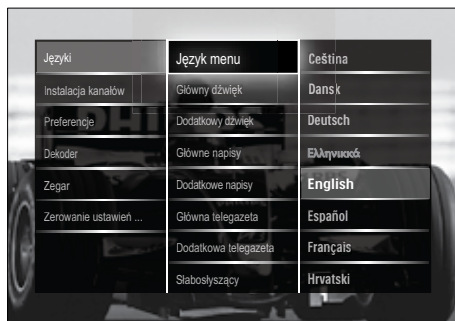 Języki
Instalacja kanałów
Preferencje
Dekoder
Zegar
Zerowanie ustawień ...
Język menu
Główny dźwięk
Dodatkowy dźwięk
Główne napisy
Dodatkowe napisy
Główna telegazeta
Dodatkowa telegazeta
Słabosłyszący
Ceština
Dansk
Deutsch
Ελληνικά
English
Español
Français
Hrvatski